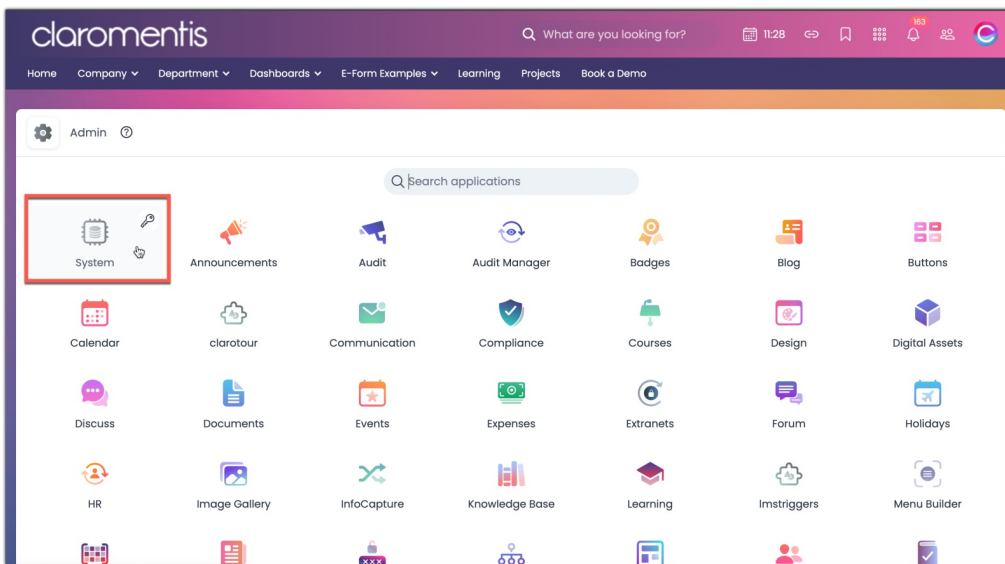 claromentis
What are you looking for?
11:28
163
Home Company Department Dashboards E-Form Examples Learning Projects Book a Demo
Admin
Search applications
System Announcements Audit Audit Manager Badges Blog Buttons
Calendar clarotour Communication Compliance Courses Design Digital Assets
Discuss Documents Events Expenses Extranets Forum Holidays
HR Image Gallery InfoCapture Knowledge Base Learning lmstriggers Menu Builder
xxx